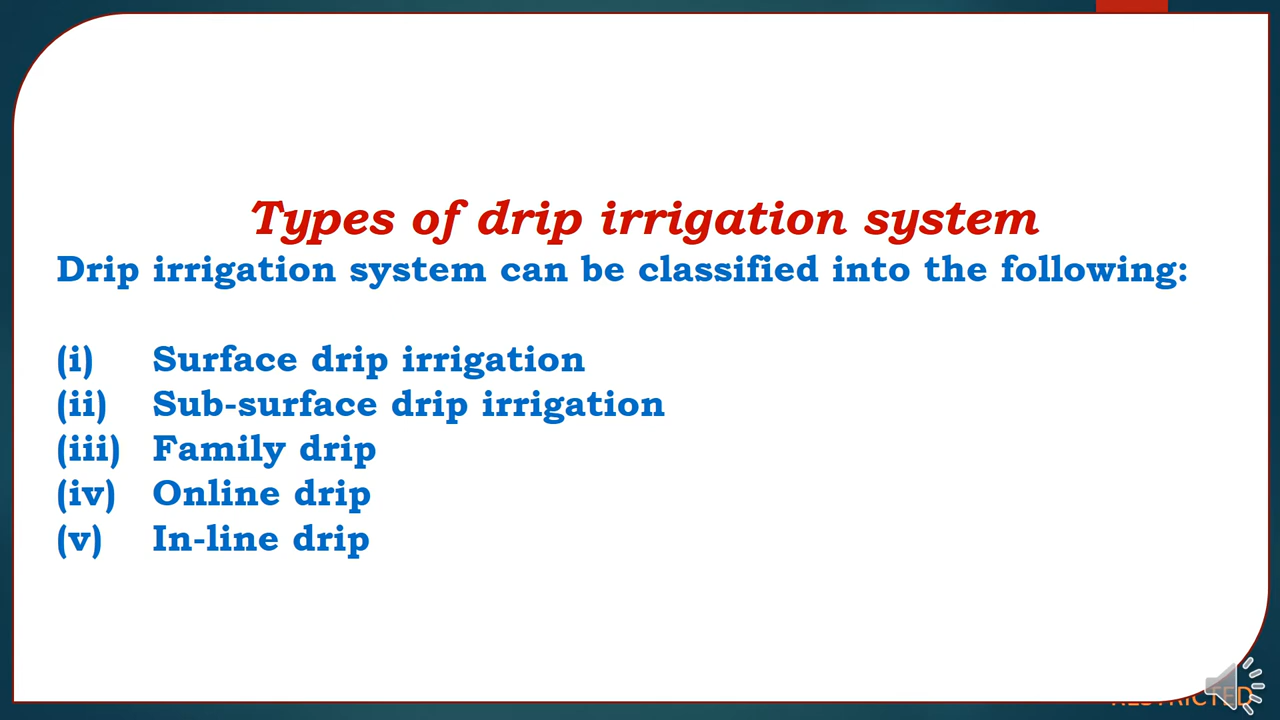 Types of drip irrigation system
Drip irrigation system can be classified into the following:
(i) Surface drip irrigation
(ii) Sub-surface drip irrigation
(iii) Family drip
(iv) Online drip
(v) In-line drip
RESTRICTED